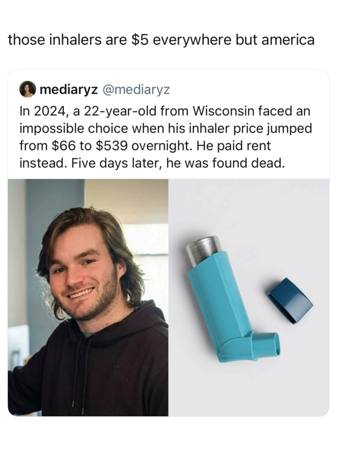 those inhalers are $5 everywhere but america
mediaryz @mediaryz
In 2024, a 22-year-old from Wisconsin faced an
impossible choice when his inhaler price jumped
from $66 to $539 overnight. He paid rent
instead. Five days later, he was found dead.